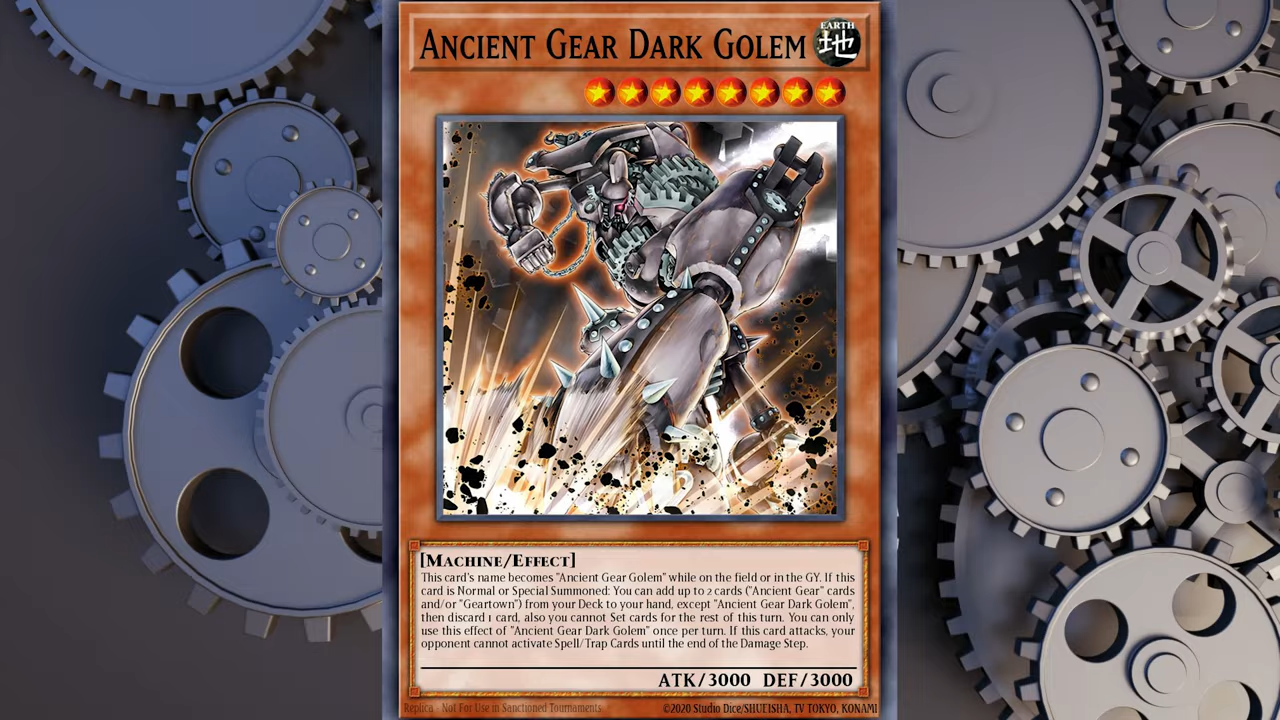 Ancient Gear Dark Golem
EARTH
地
[Machine/Effect]
This card's name becomes "Ancient Gear Golem" while on the field or in the GY. If this
card is Normal or Special Summoned: You can add up to 2 cards ("Ancient Gear" cards
and/or "Geartown") from your Deck to your hand, except "Ancient Gear Dark Golem",
then discard 1 card, also you cannot Set cards for the rest of this turn. You can only
use this effect of "Ancient Gear Dark Golem" once per turn. If this card attacks, your
opponent cannot activate Spell/Trap Cards until the end of the Damage Step.
ATK/3000 DEF/3000
Replica - Not For Use in Sanctioned Tournaments
©2020 Studio Dice/SHUEISHA, TV TOKYO, KONAMI